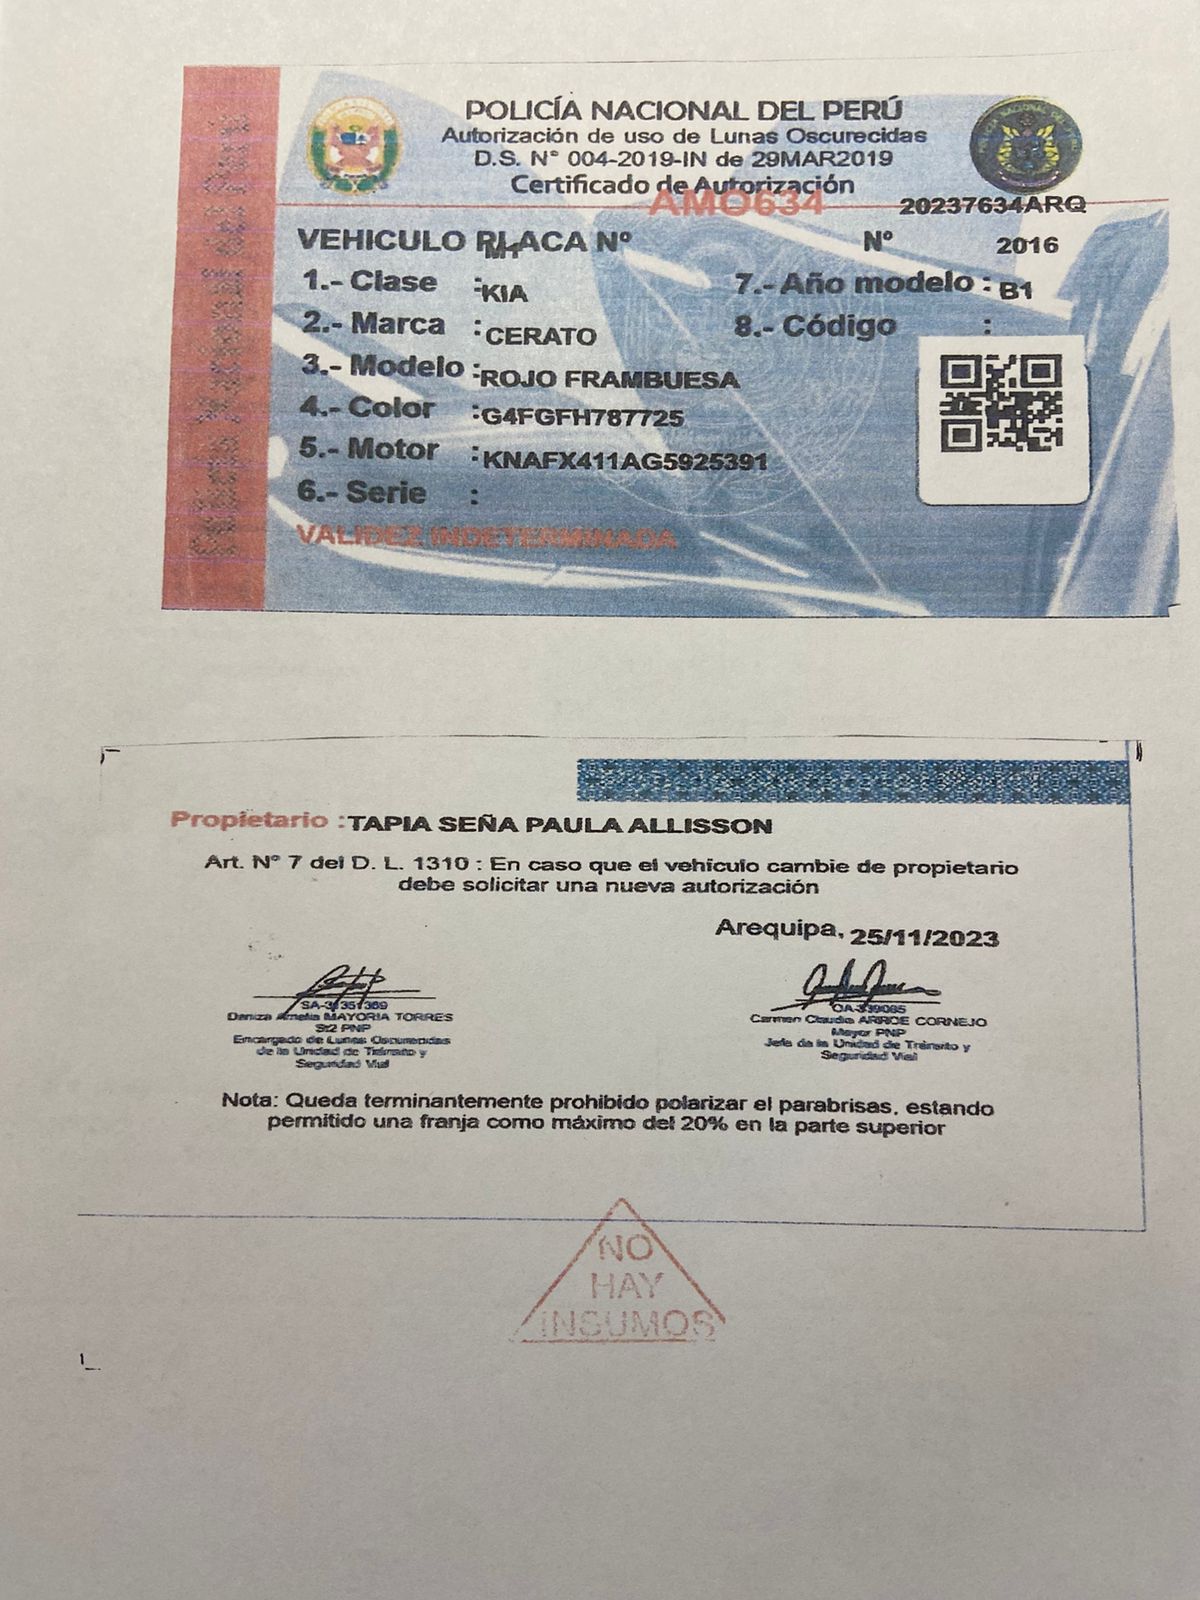 POLICÍA NACIONAL DEL PERÚ
Autorización de uso de Lunas Oscurecidas
D.S. N° 004-2019-IN de 29MAR2019
Certificado de Autorización
AMO634
20237634ARQ
VEHICULO PLACA Nº
Nº
M1
2016
1.- Clase :
KIA
7.- Año modelo :
B1
2.- Marca :
CERATO
8.- Código :
3.- Modelo :
ROJO FRAMBUESA
4.- Color :
G4FGFH787725
5.- Motor :
KNAFX411AG5925391
6.- Serie :
VALIDEZ INDETERMINADA
Propietario : TAPIA SEÑA PAULA ALLISSON
Art. Nº 7 del D. L. 1310 : En caso que el vehículo cambie de propietario
debe solicitar una nueva autorización
Arequipa, 25/11/2023
SA-31351369
Daniza Amelia MAYORIA TORRES
St2 PNP
Encargado de Lunas Oscurecidas
de la Unidad de Tránsito y
Seguridad Vial
OA-339085
Carmen Claudia ARROE CORNEJO
Mayor PNP
Jefe de la Unidad de Tránsito y
Seguridad Vial
Nota: Queda terminantemente prohibido polarizar el parabrisas, estando
permitido una franja como máximo del 20% en la parte superior
NO
HAY
INSUMOS